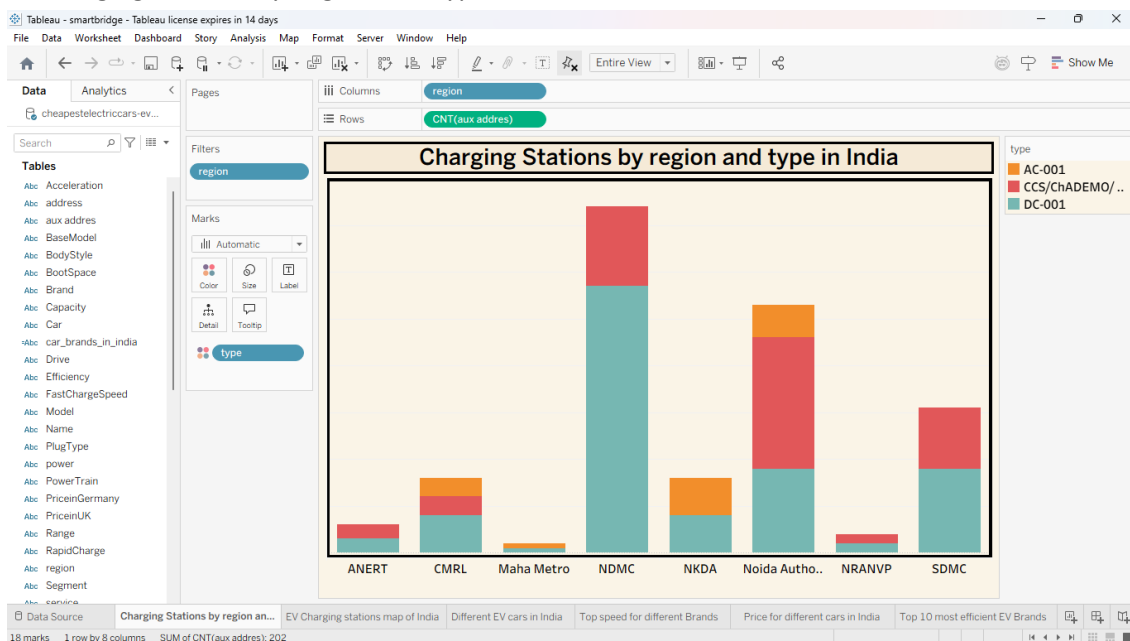 Tableau - smartbridge - Tableau license expires in 14 days
File Data Worksheet Dashboard Story Analysis Map Format Server Window Help
Entire View
Show Me
Data Analytics
cheapestelectriccars-ev...
Search
Tables
Abc Acceleration
Abc address
Abc aux addres
Abc BaseModel
Abc BodyStyle
Abc BootSpace
Abc Brand
Abc Capacity
Abc Car
=Abc car_brands_in_india
Abc Drive
Abc Efficiency
Abc FastChargeSpeed
Abc Model
Abc Name
Abc PlugType
Abc power
Abc PowerTrain
Abc PriceinGermany
Abc PriceinUK
Abc Range
Abc RapidCharge
Abc region
Abc Segment
Abc service
Pages
Filters
region
Marks
Automatic
Color Size Label
Detail Tooltip
type
Columns region
Rows CNT(aux addres)
Charging Stations by region and type in India
ANERT CMRL Maha Metro NDMC NKDA Noida Autho.. NRANVP SDMC
type
AC-001
CCS/ChADEMO/ ..
DC-001
Data Source Charging Stations by region an... EV Charging stations map of India Different EV cars in India Top speed for different Brands Price for different cars in India Top 10 most efficient EV Brands
18 marks 1 row by 8 columns SUM of CNT(aux addres): 202